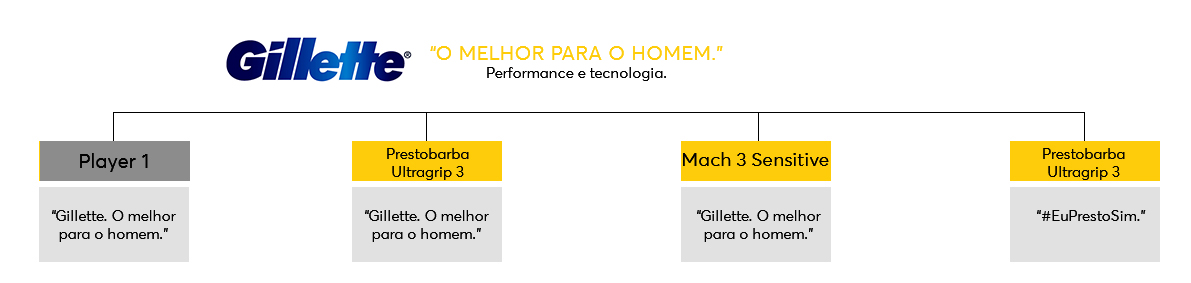 Gillette®
"O MELHOR PARA O HOMEM."
Performance e tecnologia.
Player 1
"Gillette. O melhor
para o homem."
Prestobarba
Ultragrip 3
"Gillette. O melhor
para o homem."
Mach 3 Sensitive
"Gillette. O melhor
para o homem."
Prestobarba
Ultragrip 3
"#EuPrestoSim."